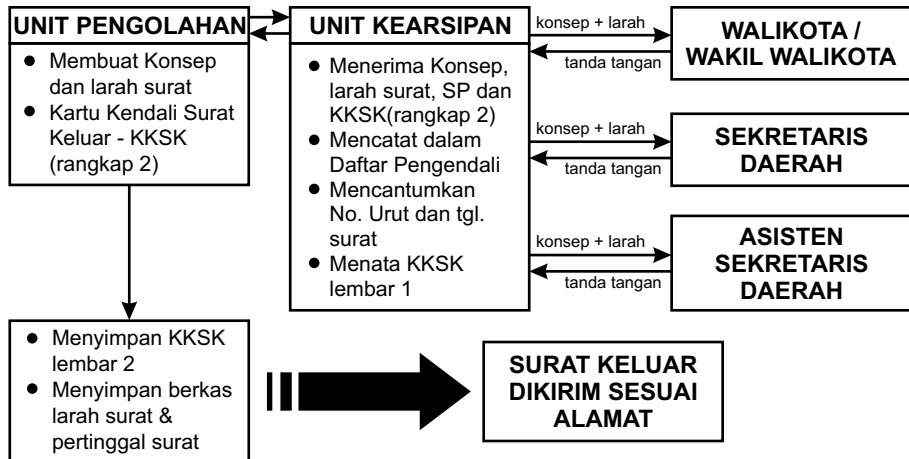 UNIT PENGOLAHAN
● Membuat Konsep
dan larah surat
● Kartu Kendali Surat
Keluar - KKSK
(rangkap 2)
UNIT KEARSIPAN
● Menerima Konsep,
larah surat, SP dan
KKSK(rangkap 2)
● Mencatat dalam
Daftar Pengendali
● Mencantumkan
No. Urut dan tgl.
surat
● Menata KKSK
lembar 1
konsep + larah
tanda tangan
WALIKOTA /
WAKIL WALIKOTA
konsep + larah
tanda tangan
SEKRETARIS
DAERAH
konsep + larah
tanda tangan
ASISTEN
SEKRETARIS
DAERAH
● Menyimpan KKSK
lembar 2
● Menyimpan berkas
larah surat &
pertinggal surat
SURAT KELUAR
DIKIRIM SESUAI
ALAMAT